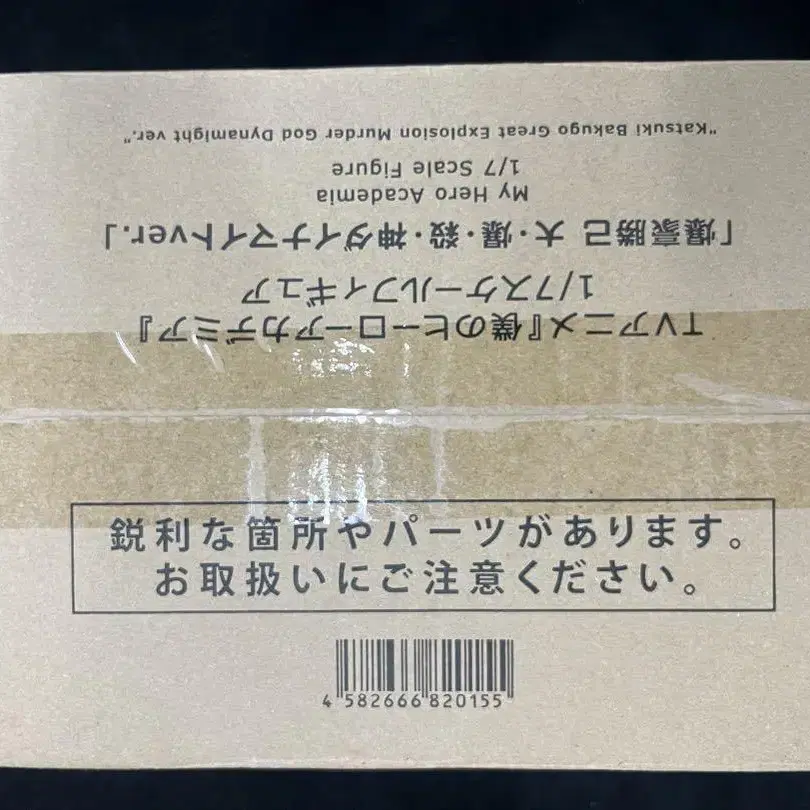 TVアニメ『僕のヒーローアカデミア』
1/7スケールフィギュア
「爆豪勝己 大・爆・殺・神ダイナマイトver.」
My Hero Academia
1/7 Scale Figure
"Katsuki Bakugo Great Explosion Murder God Dynamight ver."
鋭利な箇所やパーツがあります。
お取扱いにご注意ください。
4 582666 820155